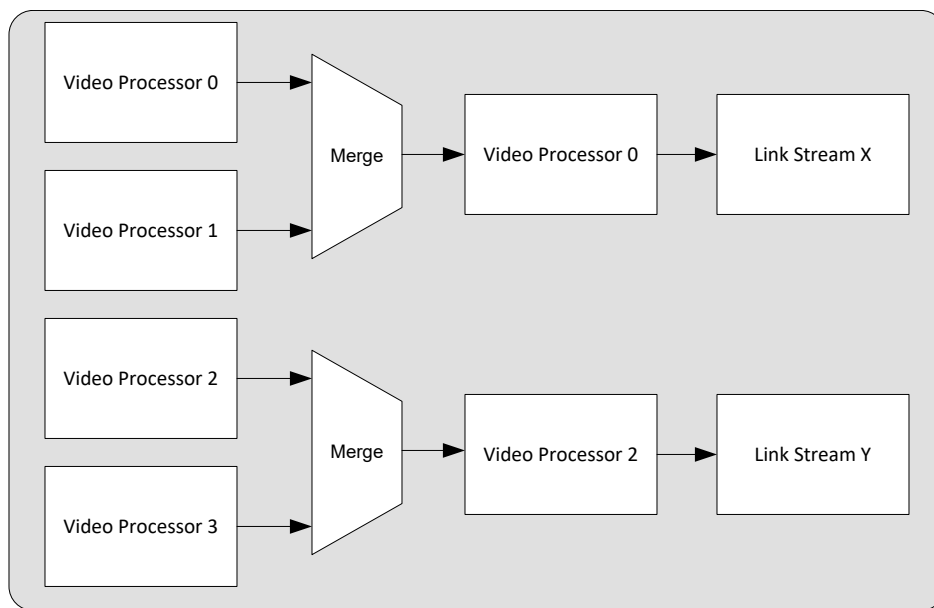 Video Processor 0
Video Processor 1
Merge
Video Processor 0
Link Stream X
Video Processor 2
Video Processor 3
Merge
Video Processor 2
Link Stream Y